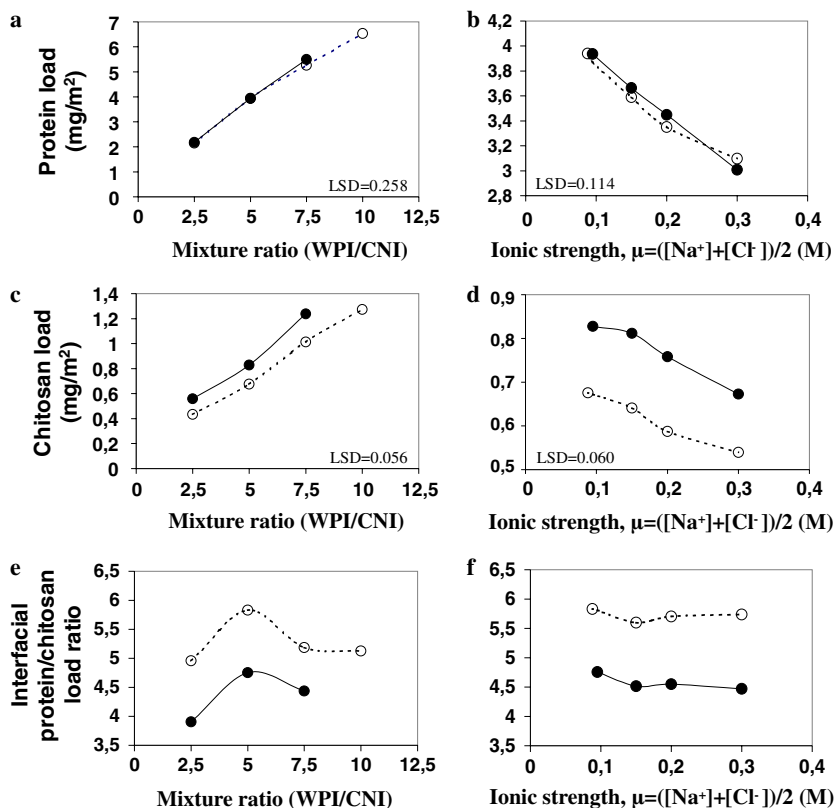 a
Protein load
(mg/m²)
7
6
5
4
3
2
1
0
LSD=0.258
0 2,5 5 7,5 10 12,5
Mixture ratio (WPI/CNI)
b
4
3,8
3,6
3,4
3,2
3
2,8
LSD=0.114
0 0,1 0,2 0,3 0,4
Ionic strength, μ=([Na⁺]+[Cl⁻])/2 (M)
c
Chitosan load
(mg/m²)
1,4
1,2
1
0,8
0,6
0,4
0,2
0
LSD=0.056
0 2,5 5 7,5 10 12,5
Mixture ratio (WPI/CNI)
d
0,9
0,8
0,7
0,6
0,5
LSD=0.060
0 0,1 0,2 0,3 0,4
Ionic strength, μ=([Na⁺]+[Cl⁻])/2 (M)
e
Interfacial
protein/chitosan
load ratio
6,5
6
5,5
5
4,5
4
3,5
0 2,5 5 7,5 10 12,5
Mixture ratio (WPI/CNI)
f
6,5
6
5,5
5
4,5
4
3,5
0 0,1 0,2 0,3 0,4
Ionic strength, μ=([Na⁺]+[Cl⁻])/2 (M)